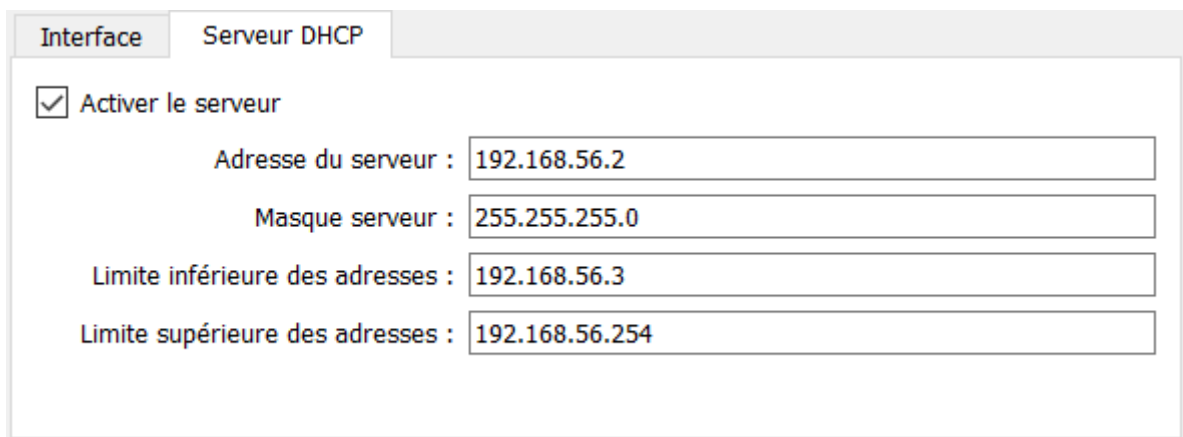 Interface Serveur DHCP
Activer le serveur
Adresse du serveur : 192.168.56.2
Masque serveur : 255.255.255.0
Limite inférieure des adresses : 192.168.56.3
Limite supérieure des adresses : 192.168.56.254